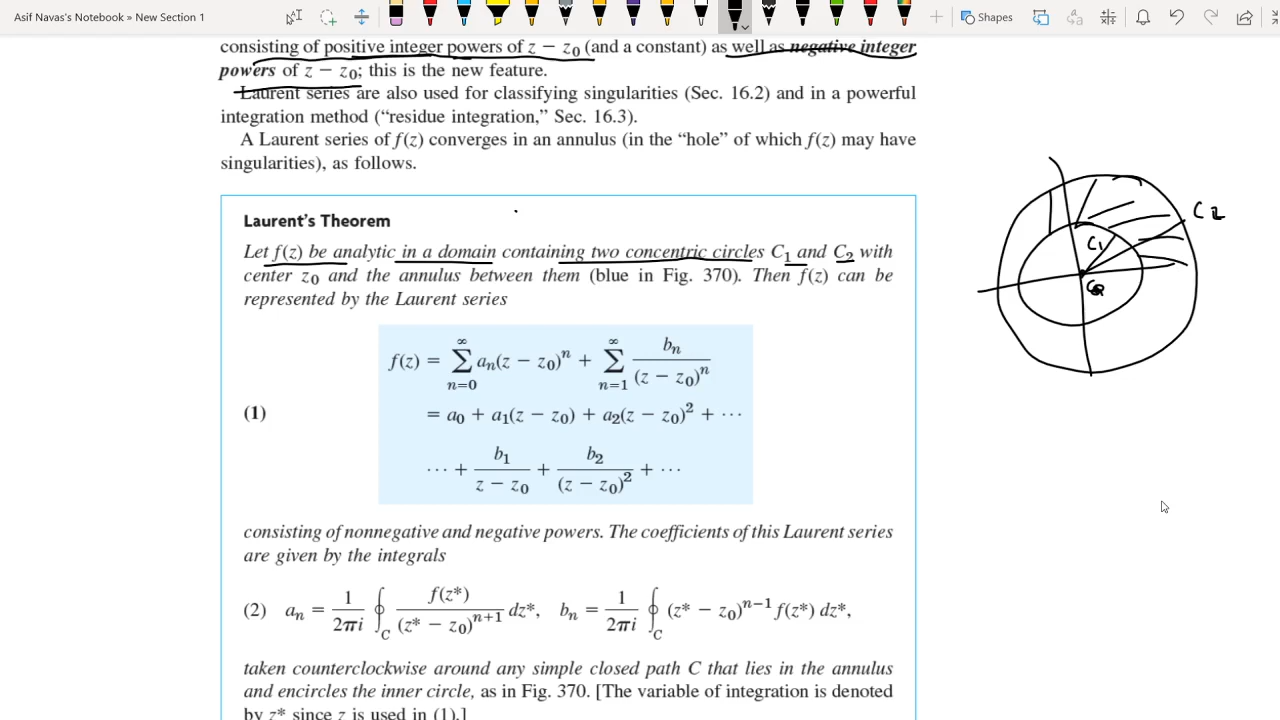 Asif Navas's Notebook » New Section 1
Shapes
consisting of positive integer powers of z − z₀ (and a constant) as well as negative integer
powers of z − z₀; this is the new feature.
Laurent series are also used for classifying singularities (Sec. 16.2) and in a powerful
integration method (“residue integration,” Sec. 16.3).
A Laurent series of f(z) converges in an annulus (in the “hole” of which f(z) may have
singularities), as follows.
Laurent's Theorem
Let f(z) be analytic in a domain containing two concentric circles C₁ and C₂ with
center z₀ and the annulus between them (blue in Fig. 370). Then f(z) can be
represented by the Laurent series
f(z) = ∑_{n=0}^{∞} aₙ(z − z₀)ⁿ + ∑_{n=1}^{∞} bₙ/(z − z₀)ⁿ
(1) = a₀ + a₁(z − z₀) + a₂(z − z₀)² + ⋯
⋯ + b₁/(z − z₀) + b₂/(z − z₀)² + ⋯
consisting of nonnegative and negative powers. The coefficients of this Laurent series
are given by the integrals
(2) aₙ = 1/(2πi) ∮_C f(z*)/(z* − z₀)ⁿ⁺¹ dz*, bₙ = 1/(2πi) ∮_C (z* − z₀)ⁿ⁻¹ f(z*) dz*,
taken counterclockwise around any simple closed path C that lies in the annulus
and encircles the inner circle, as in Fig. 370. [The variable of integration is denoted
by z* since z is used in (1).]
C₂
C₁